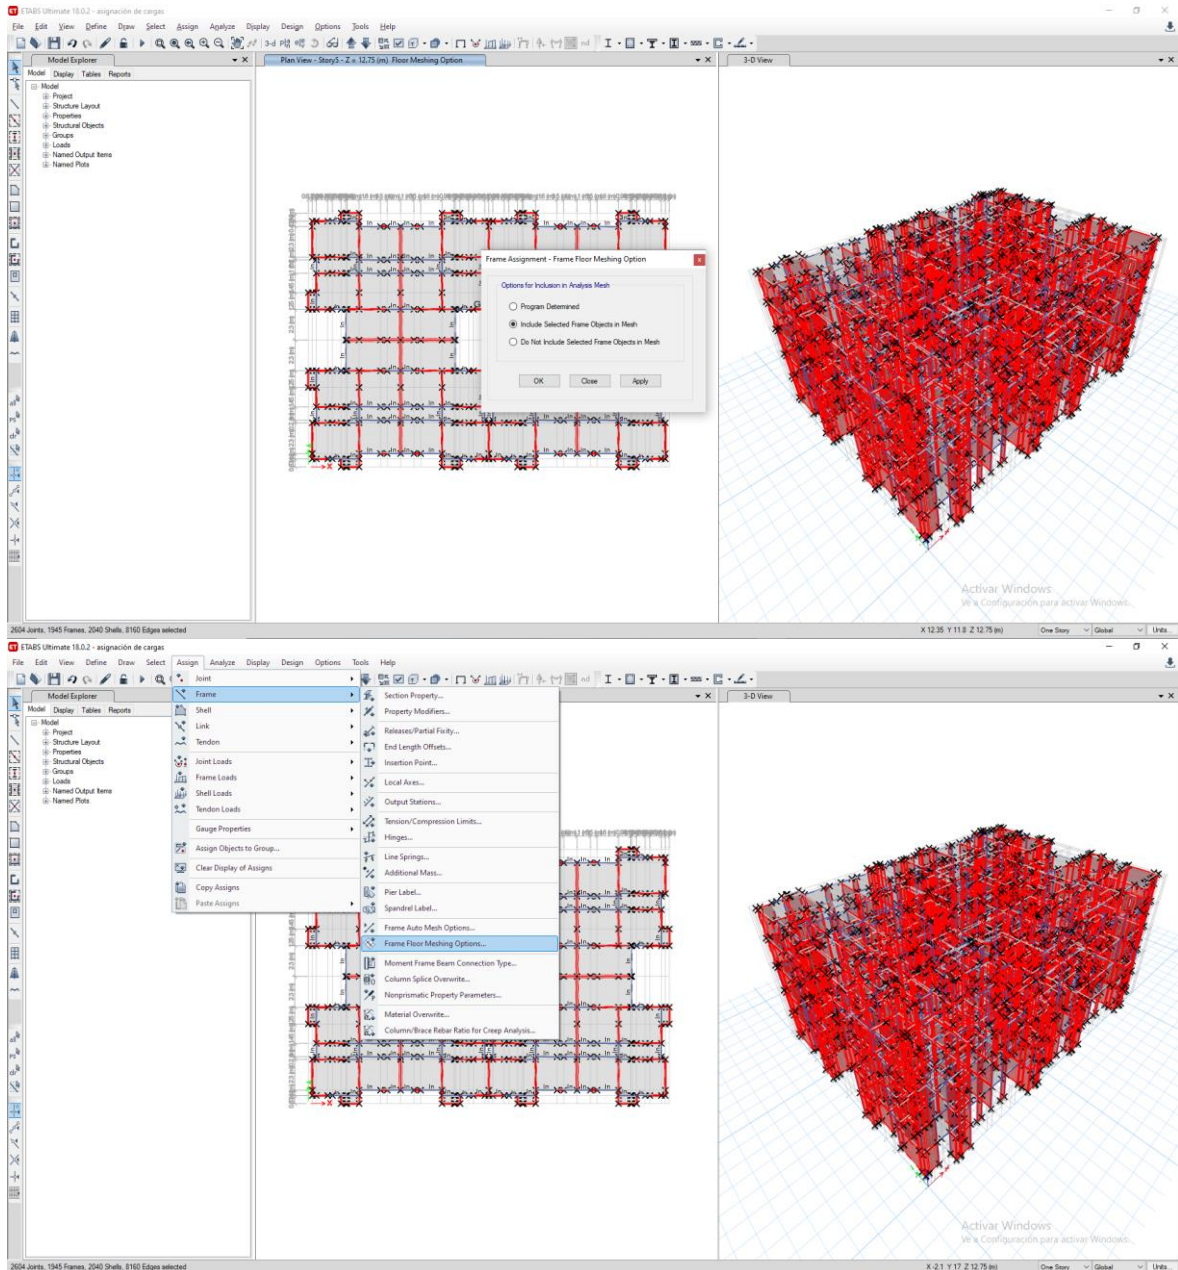 ETABS Ultimate 18.0.2 - asignación de cargas
File Edit View Define Draw Select Assign Analyze Display Design Options Tools Help
Model Explorer
Plan View - Story5 - Z = 12.75 (m) Floor Meshing Option
3-D View
Model Display Tables Reports
Model
Project
Structure Layout
Properties
Structural Objects
Groups
Loads
Named Output Items
Named Plots
Frame Assignment - Frame Floor Meshing Option
Options for Inclusion in Analysis Mesh
Program Determined
Include Selected Frame Objects in Mesh
Do Not Include Selected Frame Objects in Mesh
OK Close Apply
Activar Windows
Ve a Configuración para activar Windows.
2604 Joints, 1945 Frames, 2040 Shells, 8160 Edges selected
X 12.35 Y 11.8 Z 12.75 (m)
One Story Global Units...
ETABS Ultimate 18.0.2 - asignación de cargas
File Edit View Define Draw Select Assign Analyze Display Design Options Tools Help
Model Explorer
3-D View
Model Display Tables Reports
Model
Project
Structure Layout
Properties
Structural Objects
Groups
Loads
Named Output Items
Named Plots
Joint
Frame
Shell
Link
Tendon
Joint Loads
Frame Loads
Shell Loads
Tendon Loads
Gauge Properties
Assign Objects to Group...
Clear Display of Assigns
Copy Assigns
Paste Assigns
Section Property...
Property Modifiers...
Releases/Partial Fixity...
End Length Offsets...
Insertion Point...
Local Axes...
Output Stations...
Tension/Compression Limits...
Hinges...
Line Springs...
Additional Mass...
Pier Label...
Spandrel Label...
Frame Auto Mesh Options...
Frame Floor Meshing Options...
Moment Frame Beam Connection Type...
Column Splice Overwrite...
Nonprismatic Property Parameters...
Material Overwrite...
Column/Brace Rebar Ratio for Creep Analysis...
Activar Windows
Ve a Configuración para activar Windows.
2604 Joints, 1945 Frames, 2040 Shells, 8160 Edges selected
X -2.1 Y 17 Z 12.75 (m)
One Story Global Units...